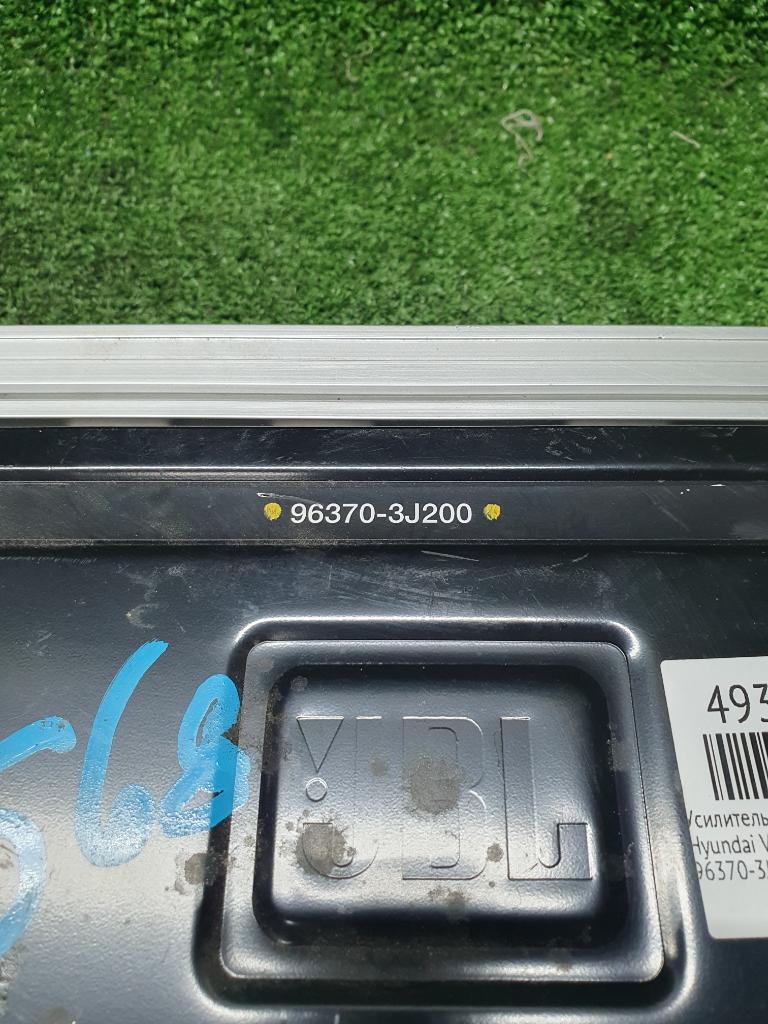 96370-3J200
568
JBL
493
Усилитель
Hyundai V
96370-3